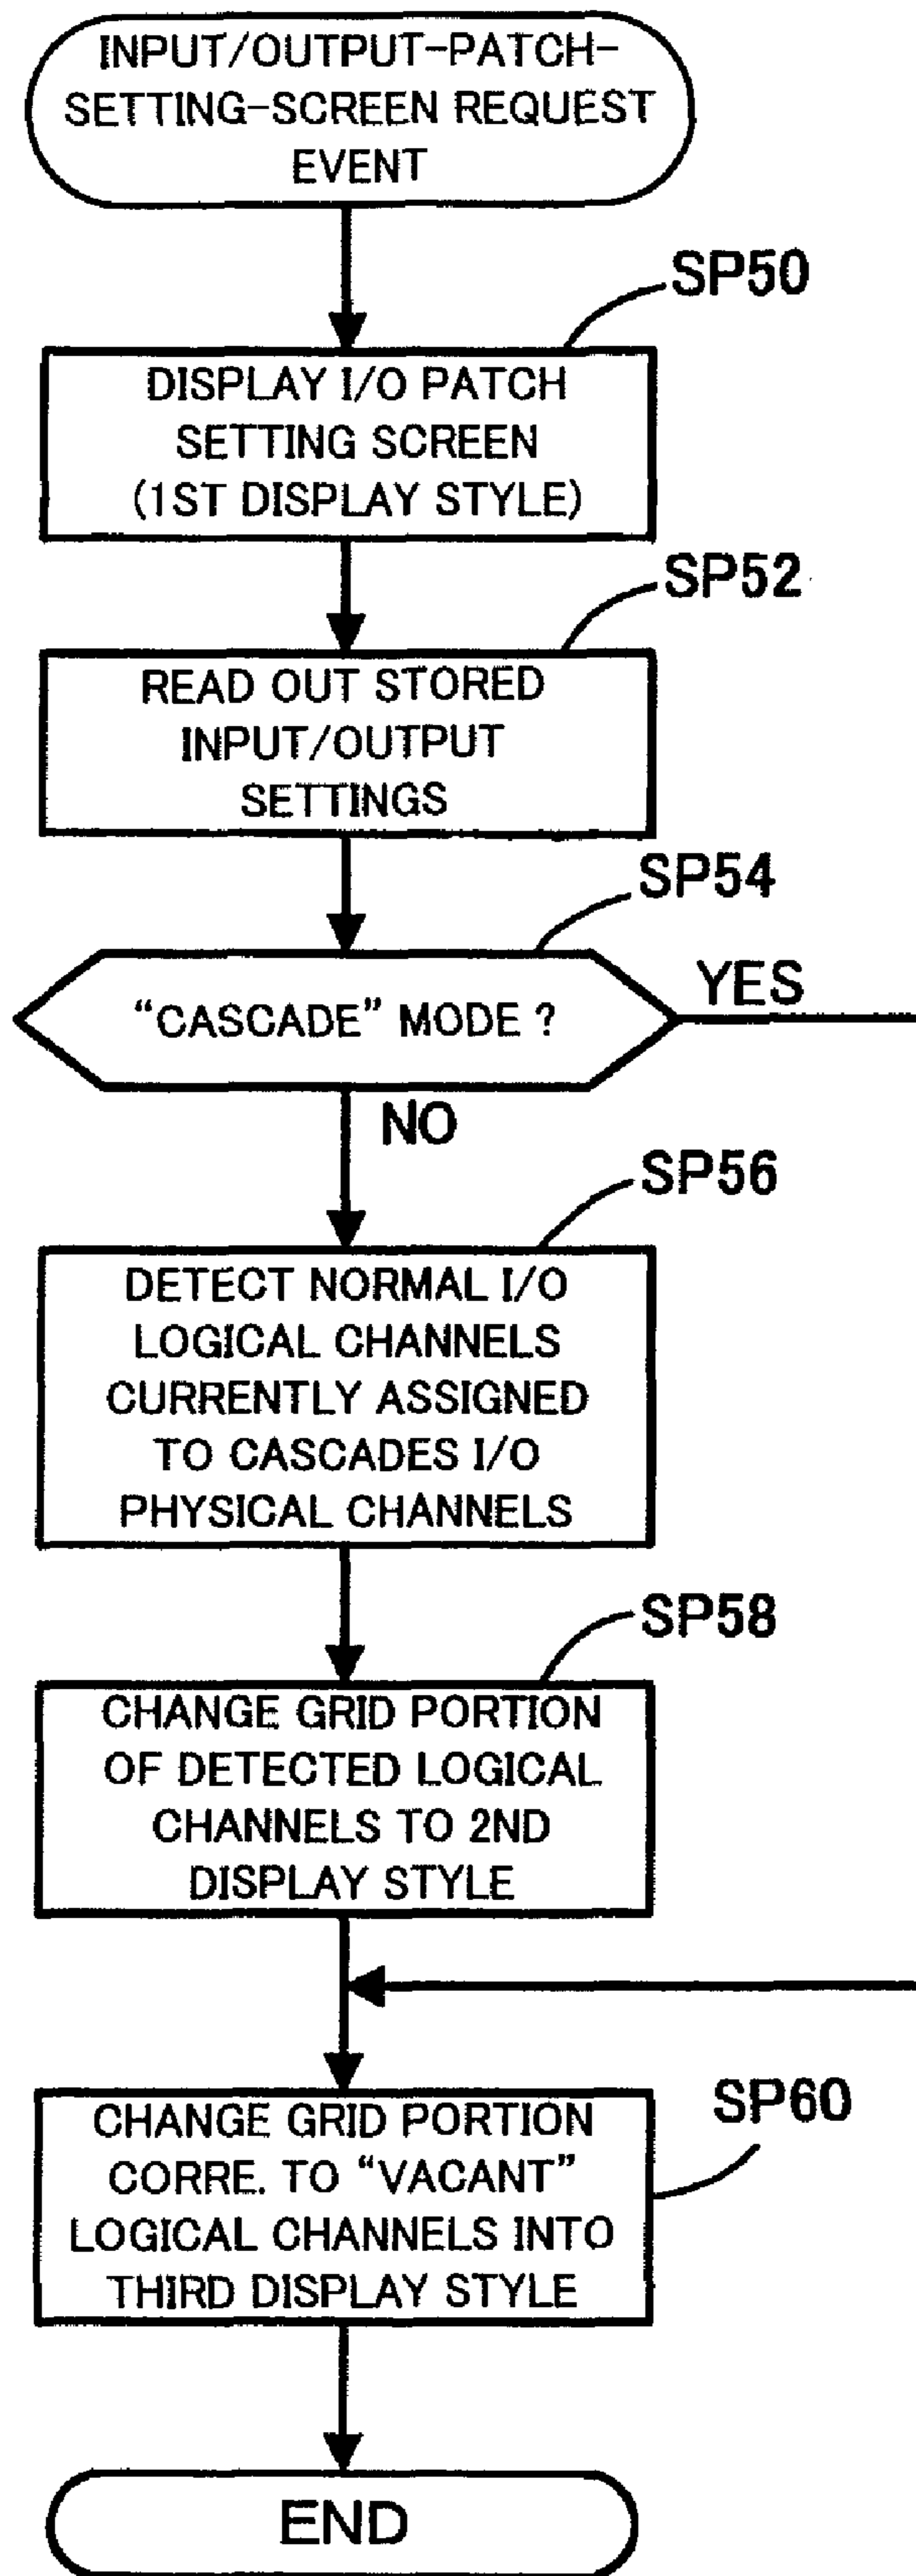 INPUT/OUTPUT-PATCH-
SETTING-SCREEN REQUEST
EVENT
SP50
DISPLAY I/O PATCH
SETTING SCREEN
(1ST DISPLAY STYLE)
SP52
READ OUT STORED
INPUT/OUTPUT
SETTINGS
SP54
“CASCADE” MODE ?
YES
NO
SP56
DETECT NORMAL I/O
LOGICAL CHANNELS
CURRENTLY ASSIGNED
TO CASCADES I/O
PHYSICAL CHANNELS
SP58
CHANGE GRID PORTION
OF DETECTED LOGICAL
CHANNELS TO 2ND
DISPLAY STYLE
SP60
CHANGE GRID PORTION
CORRE. TO “VACANT”
LOGICAL CHANNELS INTO
THIRD DISPLAY STYLE
END